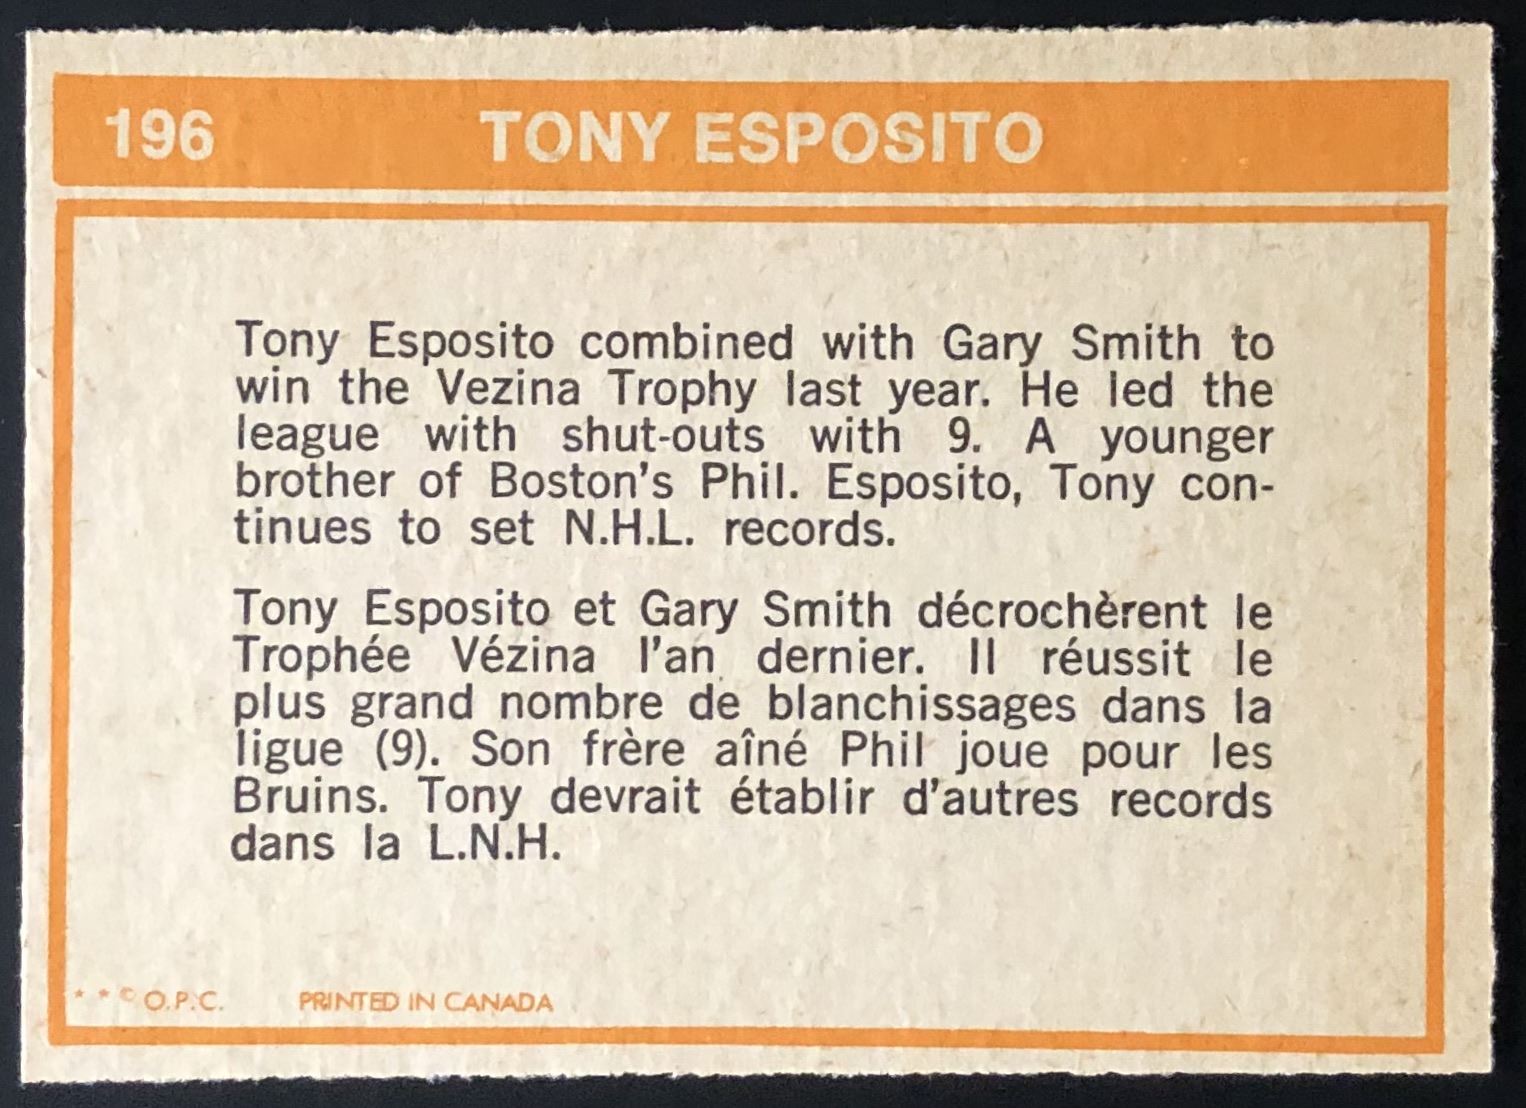 196 TONY ESPOSITO
Tony Esposito combined with Gary Smith to
win the Vezina Trophy last year. He led the
league with shut-outs with 9. A younger
brother of Boston's Phil. Esposito, Tony con-
tinues to set N.H.L. records.
Tony Esposito et Gary Smith décrochèrent le
Trophée Vézina l'an dernier. Il réussit le
plus grand nombre de blanchissages dans la
ligue (9). Son frère aîné Phil joue pour les
Bruins. Tony devrait établir d'autres records
dans la L.N.H.
* * © O.P.C. PRINTED IN CANADA